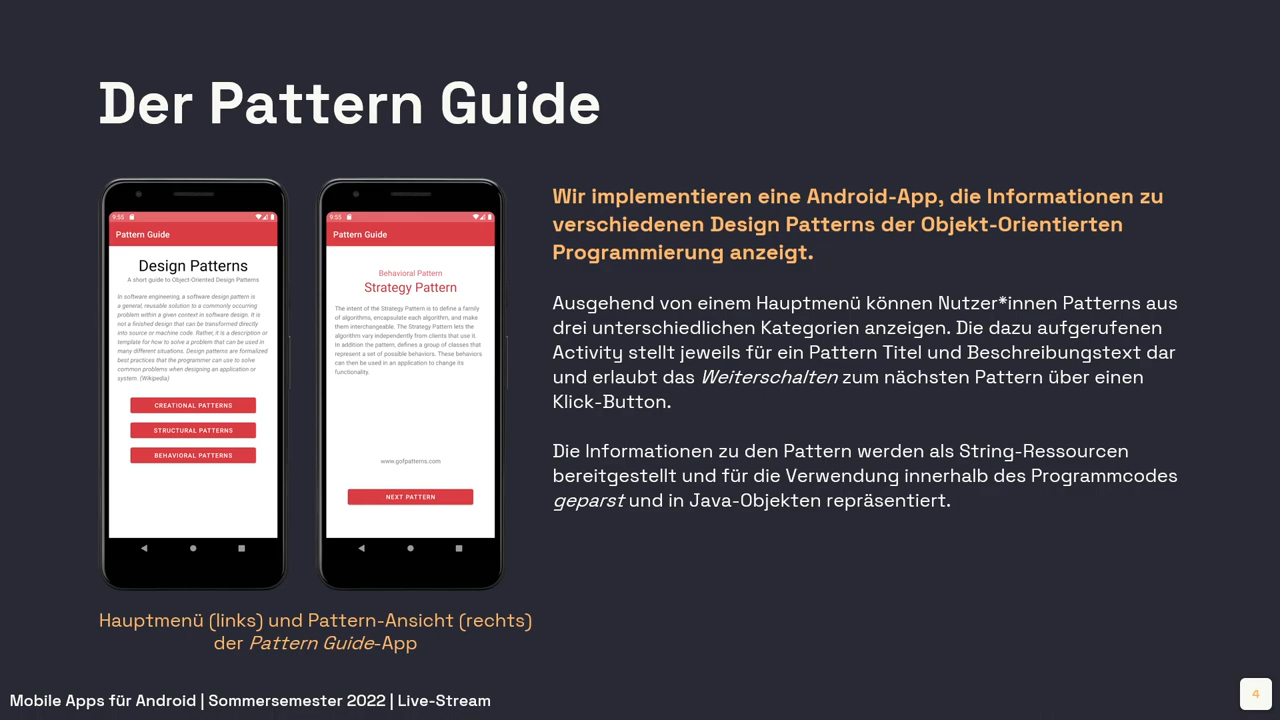 Der Pattern Guide
9:55
Pattern Guide
Design Patterns
A short guide to Object-Oriented Design Patterns
In software engineering, a software design pattern is
a general, reusable solution to a commonly occurring
problem within a given context in software design. It is
not a finished design that can be transformed directly
into source or machine code. Rather, it is a description or
template for how to solve a problem that can be used in
many different situations. Design patterns are formalized
best practices that the programmer can use to solve
common problems when designing an application or
system. (Wikipedia)
CREATIONAL PATTERNS
STRUCTURAL PATTERNS
BEHAVIORAL PATTERNS
9:55
Pattern Guide
Behavioral Pattern
Strategy Pattern
The intent of the Strategy Pattern is to define a family
of algorithms, encapsulate each algorithm, and make
them interchangeable. The Strategy Pattern lets the
algorithm vary independently from clients that use it.
In addition the pattern, defines a group of classes that
represent a set of possible behaviors. These behaviors
can then be used in an application to change its
functionality.
www.gofpatterns.com
NEXT PATTERN
Hauptmenü (links) und Pattern-Ansicht (rechts)
der Pattern Guide-App
Wir implementieren eine Android-App, die Informationen zu
verschiedenen Design Patterns der Objekt-Orientierten
Programmierung anzeigt.
Ausgehend von einem Hauptmenü können Nutzer*innen Patterns aus
drei unterschiedlichen Kategorien anzeigen. Die dazu aufgerufenen
Activity stellt jeweils für ein Pattern Titel und Beschreibungstext dar
und erlaubt das Weiterschalten zum nächsten Pattern über einen
Klick-Button.
Die Informationen zu den Pattern werden als String-Ressourcen
bereitgestellt und für die Verwendung innerhalb des Programmcodes
geparst und in Java-Objekten repräsentiert.
Mobile Apps für Android | Sommersemester 2022 | Live-Stream
4